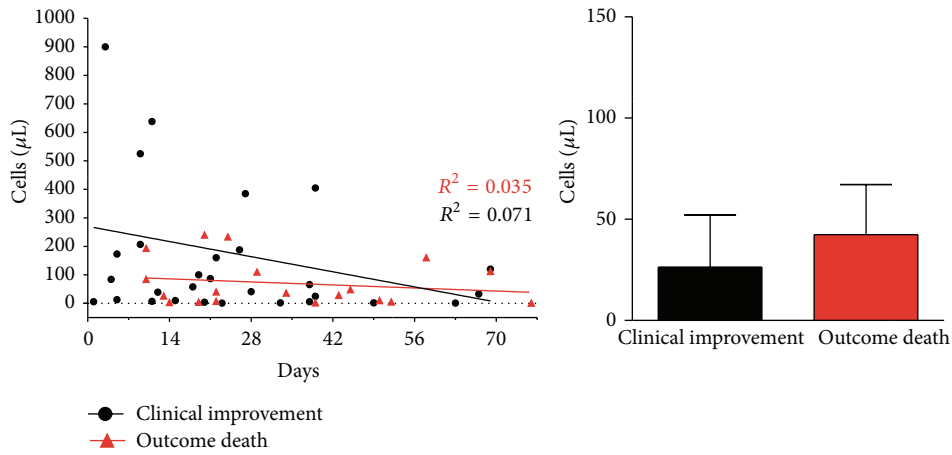 1000
900
800
700
600
500
400
300
200
100
0
Cells (μL)
R² = 0.035
R² = 0.071
0 14 28 42 56 70
Days
Clinical improvement
Outcome death
150
100
50
0
Cells (μL)
Clinical improvement Outcome death